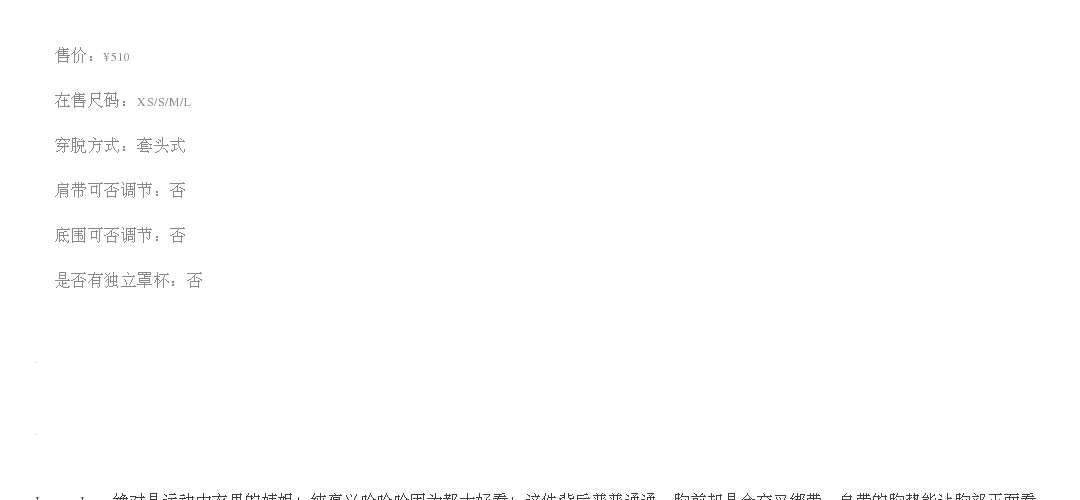 售价：¥510
在售尺码：XS/S/M/L
穿脱方式：套头式
肩带可否调节：否
底围可否调节：否
是否有独立罩杯：否